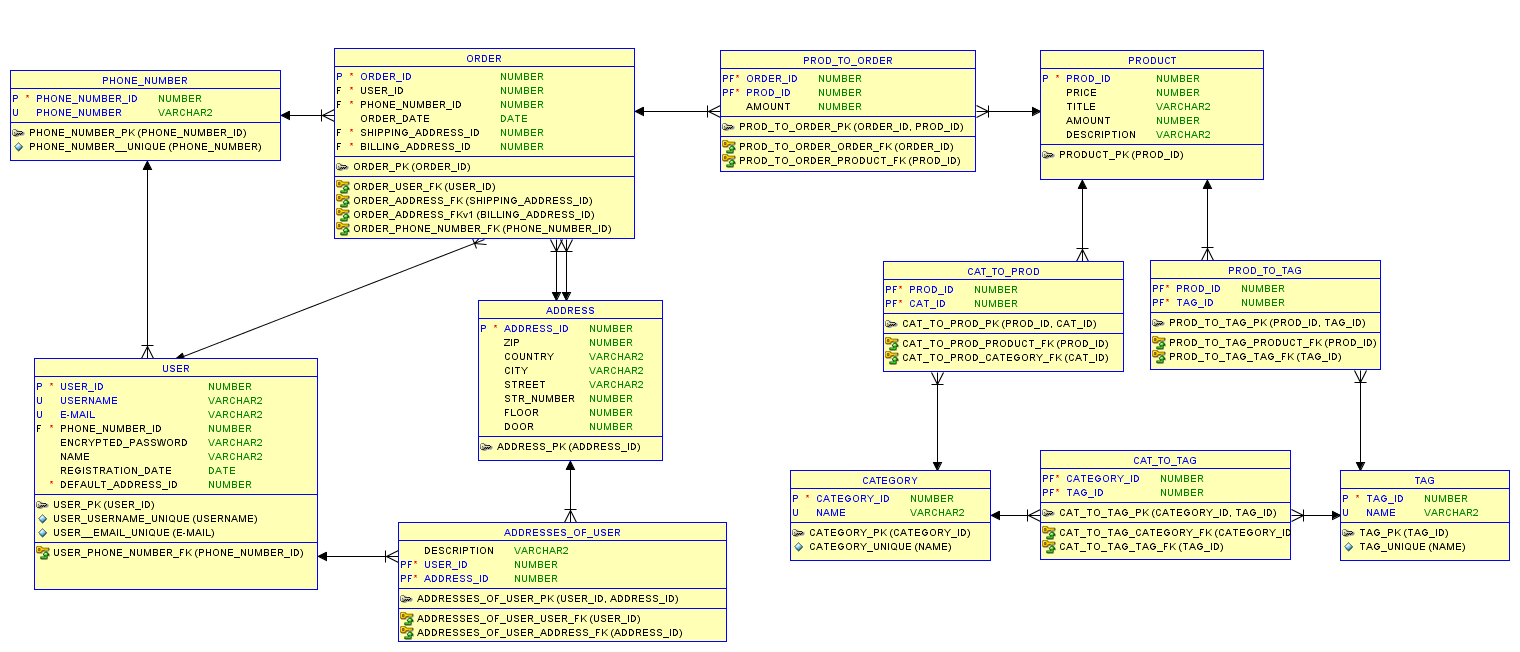 PHONE_NUMBER
P * PHONE_NUMBER_ID NUMBER
U PHONE_NUMBER VARCHAR2
PHONE_NUMBER_PK (PHONE_NUMBER_ID)
PHONE_NUMBER__UNIQUE (PHONE_NUMBER)
ORDER
P * ORDER_ID NUMBER
F * USER_ID NUMBER
F * PHONE_NUMBER_ID NUMBER
ORDER_DATE DATE
F * SHIPPING_ADDRESS_ID NUMBER
F * BILLING_ADDRESS_ID NUMBER
ORDER_PK (ORDER_ID)
ORDER_USER_FK (USER_ID)
ORDER_ADDRESS_FK (SHIPPING_ADDRESS_ID)
ORDER_ADDRESS_FKv1 (BILLING_ADDRESS_ID)
ORDER_PHONE_NUMBER_FK (PHONE_NUMBER_ID)
PROD_TO_ORDER
PF* ORDER_ID NUMBER
PF* PROD_ID NUMBER
AMOUNT NUMBER
PROD_TO_ORDER_PK (ORDER_ID, PROD_ID)
PROD_TO_ORDER_ORDER_FK (ORDER_ID)
PROD_TO_ORDER_PRODUCT_FK (PROD_ID)
PRODUCT
P * PROD_ID NUMBER
PRICE NUMBER
TITLE VARCHAR2
AMOUNT NUMBER
DESCRIPTION VARCHAR2
PRODUCT_PK (PROD_ID)
CAT_TO_PROD
PF* PROD_ID NUMBER
PF* CAT_ID NUMBER
CAT_TO_PROD_PK (PROD_ID, CAT_ID)
CAT_TO_PROD_PRODUCT_FK (PROD_ID)
CAT_TO_PROD_CATEGORY_FK (CAT_ID)
PROD_TO_TAG
PF* PROD_ID NUMBER
PF* TAG_ID NUMBER
PROD_TO_TAG_PK (PROD_ID, TAG_ID)
PROD_TO_TAG_PRODUCT_FK (PROD_ID)
PROD_TO_TAG_TAG_FK (TAG_ID)
ADDRESS
P * ADDRESS_ID NUMBER
ZIP NUMBER
COUNTRY VARCHAR2
CITY VARCHAR2
STREET VARCHAR2
STR_NUMBER NUMBER
FLOOR NUMBER
DOOR NUMBER
ADDRESS_PK (ADDRESS_ID)
USER
P * USER_ID NUMBER
U USERNAME VARCHAR2
U E-MAIL VARCHAR2
F * PHONE_NUMBER_ID NUMBER
ENCRYPTED_PASSWORD VARCHAR2
NAME VARCHAR2
REGISTRATION_DATE DATE
* DEFAULT_ADDRESS_ID NUMBER
USER_PK (USER_ID)
USER_USERNAME_UNIQUE (USERNAME)
USER__EMAIL_UNIQUE (E-MAIL)
USER_PHONE_NUMBER_FK (PHONE_NUMBER_ID)
ADDRESSES_OF_USER
DESCRIPTION VARCHAR2
PF* USER_ID NUMBER
PF* ADDRESS_ID NUMBER
ADDRESSES_OF_USER_PK (USER_ID, ADDRESS_ID)
ADDRESSES_OF_USER_USER_FK (USER_ID)
ADDRESSES_OF_USER_ADDRESS_FK (ADDRESS_ID)
CATEGORY
P * CATEGORY_ID NUMBER
U NAME VARCHAR2
CATEGORY_PK (CATEGORY_ID)
CATEGORY_UNIQUE (NAME)
CAT_TO_TAG
PF* CATEGORY_ID NUMBER
PF* TAG_ID NUMBER
CAT_TO_TAG_PK (CATEGORY_ID, TAG_ID)
CAT_TO_TAG_CATEGORY_FK (CATEGORY_ID
CAT_TO_TAG_TAG_FK (TAG_ID)
TAG
P * TAG_ID NUMBER
U NAME VARCHAR2
TAG_PK (TAG_ID)
TAG_UNIQUE (NAME)